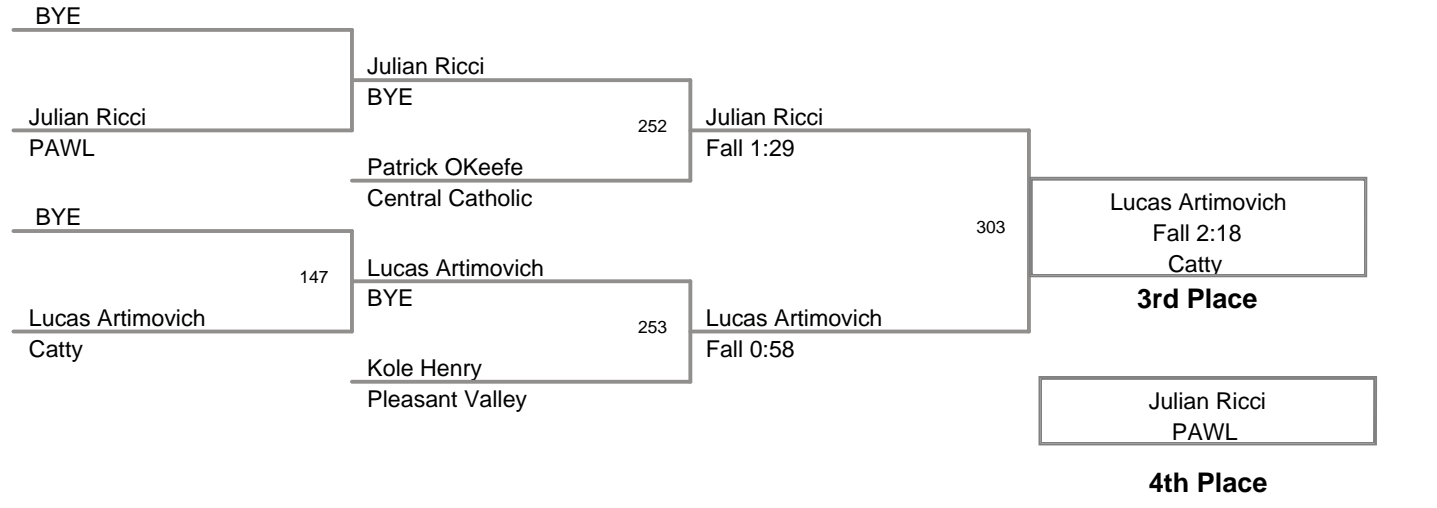 BYE
Julian Ricci
BYE
Julian Ricci
PAWL
252
Julian Ricci
Fall 1:29
Patrick OKeefe
Central Catholic
BYE
303
Lucas Artimovich
Fall 2:18
Catty
3rd Place
147
Lucas Artimovich
BYE
Lucas Artimovich
Catty
253
Lucas Artimovich
Fall 0:58
Kole Henry
Pleasant Valley
Julian Ricci
PAWL
4th Place